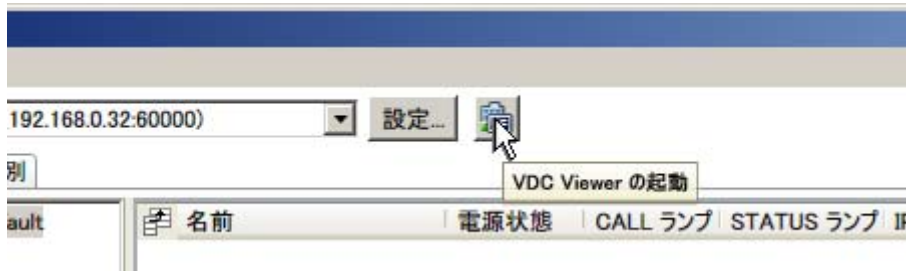 192.168.0.32:60000) 設定...
別
VDC Viewer の起動
ault 名前 電源状態 CALL ランプ STATUS ランプ